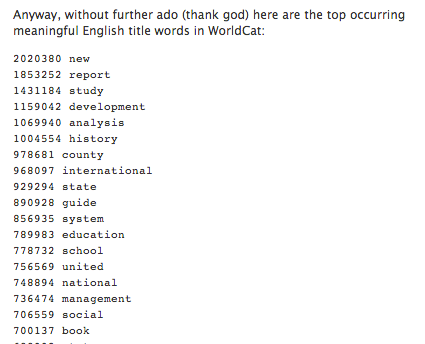 Anyway, without further ado (thank god) here are the top occurring
meaningful English title words in WorldCat:
2020380 new
1853252 report
1431184 study
1159042 development
1069940 analysis
1004554 history
978681 county
968097 international
929294 state
890928 guide
856935 system
789983 education
778732 school
756569 united
748894 national
736474 management
706559 social
700137 book